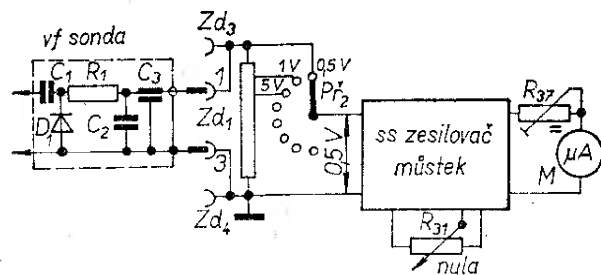 vf sonda
C1
R1
C3
D1
C2
Zd3
1
Zd1
3
Zd4
1V
0,5V
5V
Př2
0,5V
ss zesilovač
můstek
R37
=
µA
M
R31
nula